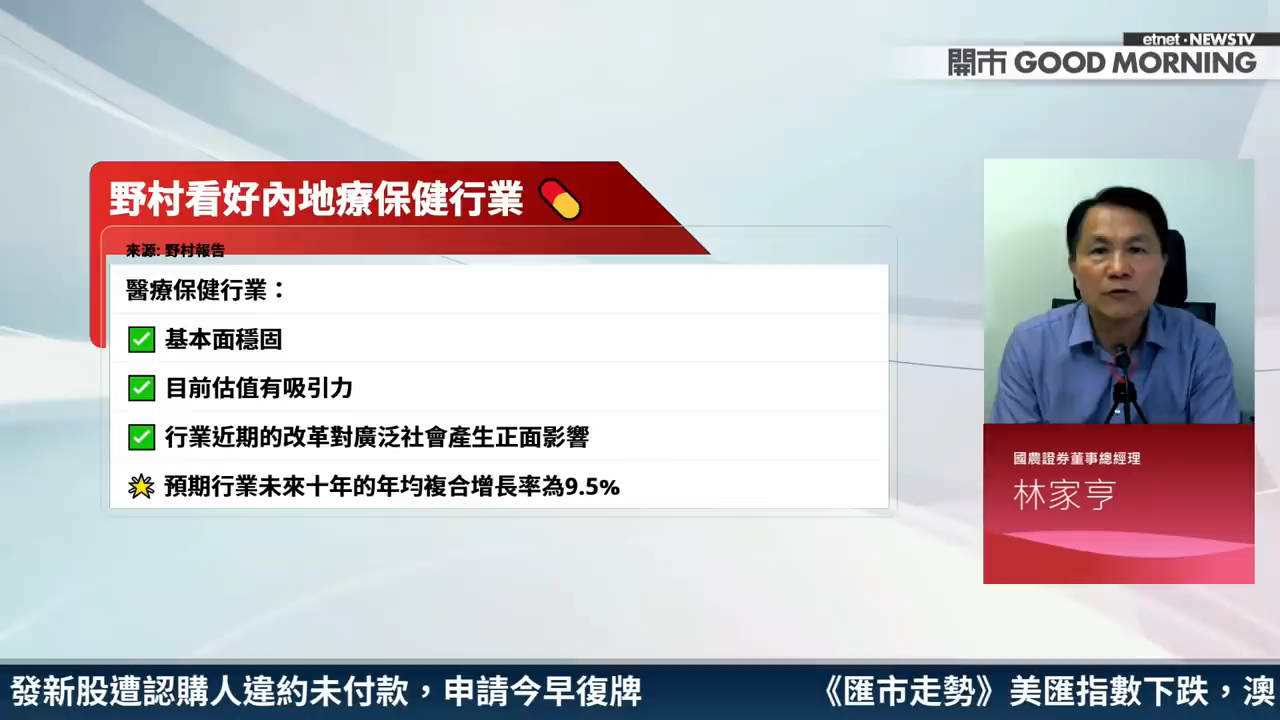 etnet·NEWSTV
開市 GOOD MORNING
野村看好內地療保健行業
來源: 野村報告
醫療保健行業：
基本面穩固
目前估值有吸引力
行業近期的改革對廣泛社會產生正面影響
預期行業未來十年的年均複合增長率為9.5%
國農證券董事總經理
林家亨
發新股遭認購人違約未付款，申請今早復牌
《匯市走勢》美匯指數下跌，澳